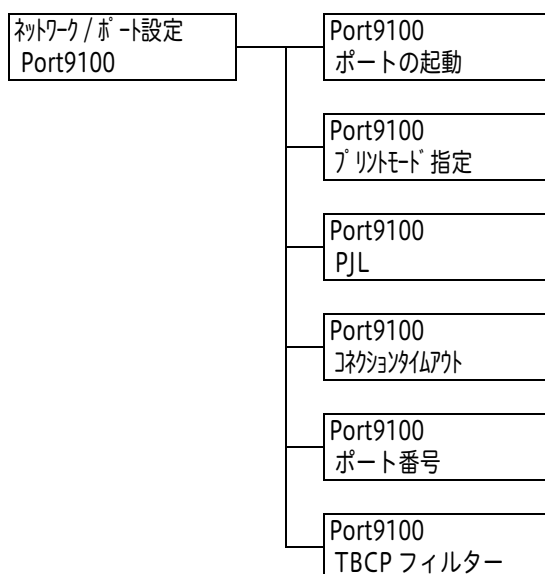 ﾈｯﾄﾜｰｸ / ﾎﾟｰﾄ設定
Port9100
Port9100
ポートの起動
Port9100
ﾌﾟﾘﾝﾄﾓｰﾄﾞ指定
Port9100
PJL
Port9100
ｺﾈｸｼｮﾝﾀｲﾑｱｳﾄ
Port9100
ポート番号
Port9100
TBCP フィルター